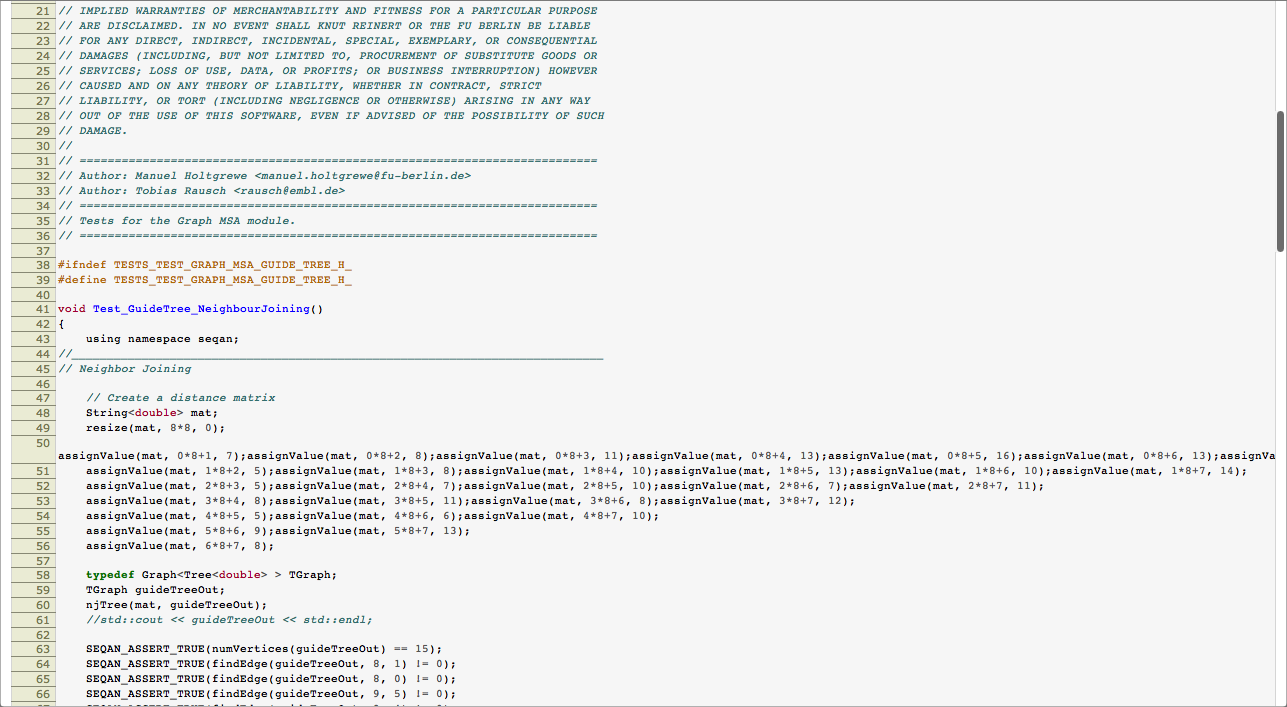 21 // IMPLIED WARRANTIES OF MERCHANTABILITY AND FITNESS FOR A PARTICULAR PURPOSE
22 // ARE DISCLAIMED. IN NO EVENT SHALL KNUT REINERT OR THE FU BERLIN BE LIABLE
23 // FOR ANY DIRECT, INDIRECT, INCIDENTAL, SPECIAL, EXEMPLARY, OR CONSEQUENTIAL
24 // DAMAGES (INCLUDING, BUT NOT LIMITED TO, PROCUREMENT OF SUBSTITUTE GOODS OR
25 // SERVICES; LOSS OF USE, DATA, OR PROFITS; OR BUSINESS INTERRUPTION) HOWEVER
26 // CAUSED AND ON ANY THEORY OF LIABILITY, WHETHER IN CONTRACT, STRICT
27 // LIABILITY, OR TORT (INCLUDING NEGLIGENCE OR OTHERWISE) ARISING IN ANY WAY
28 // OUT OF THE USE OF THIS SOFTWARE, EVEN IF ADVISED OF THE POSSIBILITY OF SUCH
29 // DAMAGE.
30 //
31 // ==========================================================================
32 // Author: Manuel Holtgrewe <manuel.holtgrewe@fu-berlin.de>
33 // Author: Tobias Rausch <rausch@embl.de>
34 // ==========================================================================
35 // Tests for the Graph MSA module.
36 // ==========================================================================
37
38 #ifndef TESTS_TEST_GRAPH_MSA_GUIDE_TREE_H_
39 #define TESTS_TEST_GRAPH_MSA_GUIDE_TREE_H_
40
41 void Test_GuideTree_NeighbourJoining()
42 {
43     using namespace seqan;
44 //____________________________________________________________________________
45 // Neighbor Joining
46
47     // Create a distance matrix
48     String<double> mat;
49     resize(mat, 8*8, 0);
50
assignValue(mat, 0*8+1, 7);assignValue(mat, 0*8+2, 8);assignValue(mat, 0*8+3, 11);assignValue(mat, 0*8+4, 13);assignValue(mat, 0*8+5, 16);assignValue(mat, 0*8+6, 13);assignVa
51     assignValue(mat, 1*8+2, 5);assignValue(mat, 1*8+3, 8);assignValue(mat, 1*8+4, 10);assignValue(mat, 1*8+5, 13);assignValue(mat, 1*8+6, 10);assignValue(mat, 1*8+7, 14);
52     assignValue(mat, 2*8+3, 5);assignValue(mat, 2*8+4, 7);assignValue(mat, 2*8+5, 10);assignValue(mat, 2*8+6, 7);assignValue(mat, 2*8+7, 11);
53     assignValue(mat, 3*8+4, 8);assignValue(mat, 3*8+5, 11);assignValue(mat, 3*8+6, 8);assignValue(mat, 3*8+7, 12);
54     assignValue(mat, 4*8+5, 5);assignValue(mat, 4*8+6, 6);assignValue(mat, 4*8+7, 10);
55     assignValue(mat, 5*8+6, 9);assignValue(mat, 5*8+7, 13);
56     assignValue(mat, 6*8+7, 8);
57
58     typedef Graph<Tree<double> > TGraph;
59     TGraph guideTreeOut;
60     njTree(mat, guideTreeOut);
61     //std::cout << guideTreeOut << std::endl;
62
63     SEQAN_ASSERT_TRUE(numVertices(guideTreeOut) == 15);
64     SEQAN_ASSERT_TRUE(findEdge(guideTreeOut, 8, 1) != 0);
65     SEQAN_ASSERT_TRUE(findEdge(guideTreeOut, 8, 0) != 0);
66     SEQAN_ASSERT_TRUE(findEdge(guideTreeOut, 9, 5) != 0);